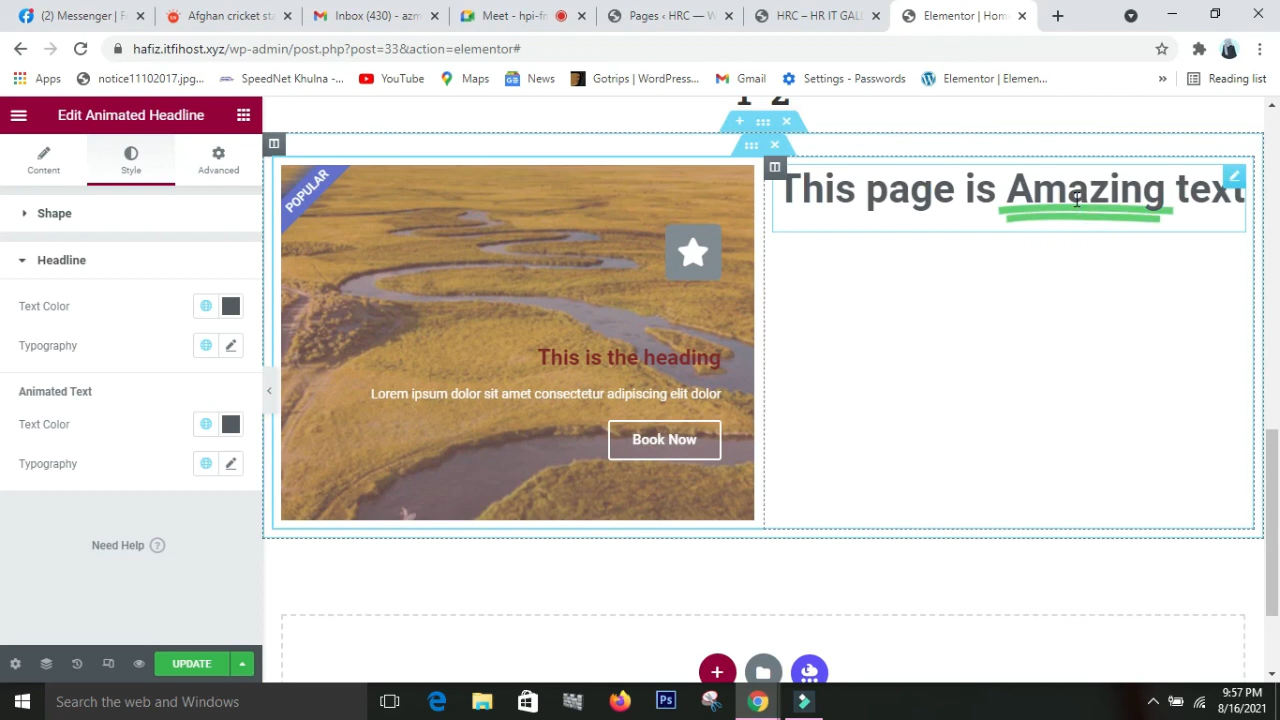 (2) Messenger | F
Afghan cricket sta
Inbox (430) - azm
Meet - hpi-fn
Pages ‹ HRC — W
HRC – HR IT GAL
Elementor | Hom
hafiz.itfihost.xyz/wp-admin/post.php?post=33&action=elementor#
Apps
notice11102017.jpg...
SpeedNet Khulna -...
YouTube
Maps
News
Gotrips | WordPress...
Gmail
Settings - Passwords
Elementor | Elemen...
»
Reading list
Edit Animated Headline
Content
Style
Advanced
Shape
Headline
Text Color
Typography
Animated Text
Text Color
Typography
Need Help
UPDATE
POPULAR
This is the heading
Lorem ipsum dolor sit amet consectetur adipiscing elit dolor
Book Now
This page is Amazing text
Search the web and Windows
Ps
9:57 PM
8/16/2021